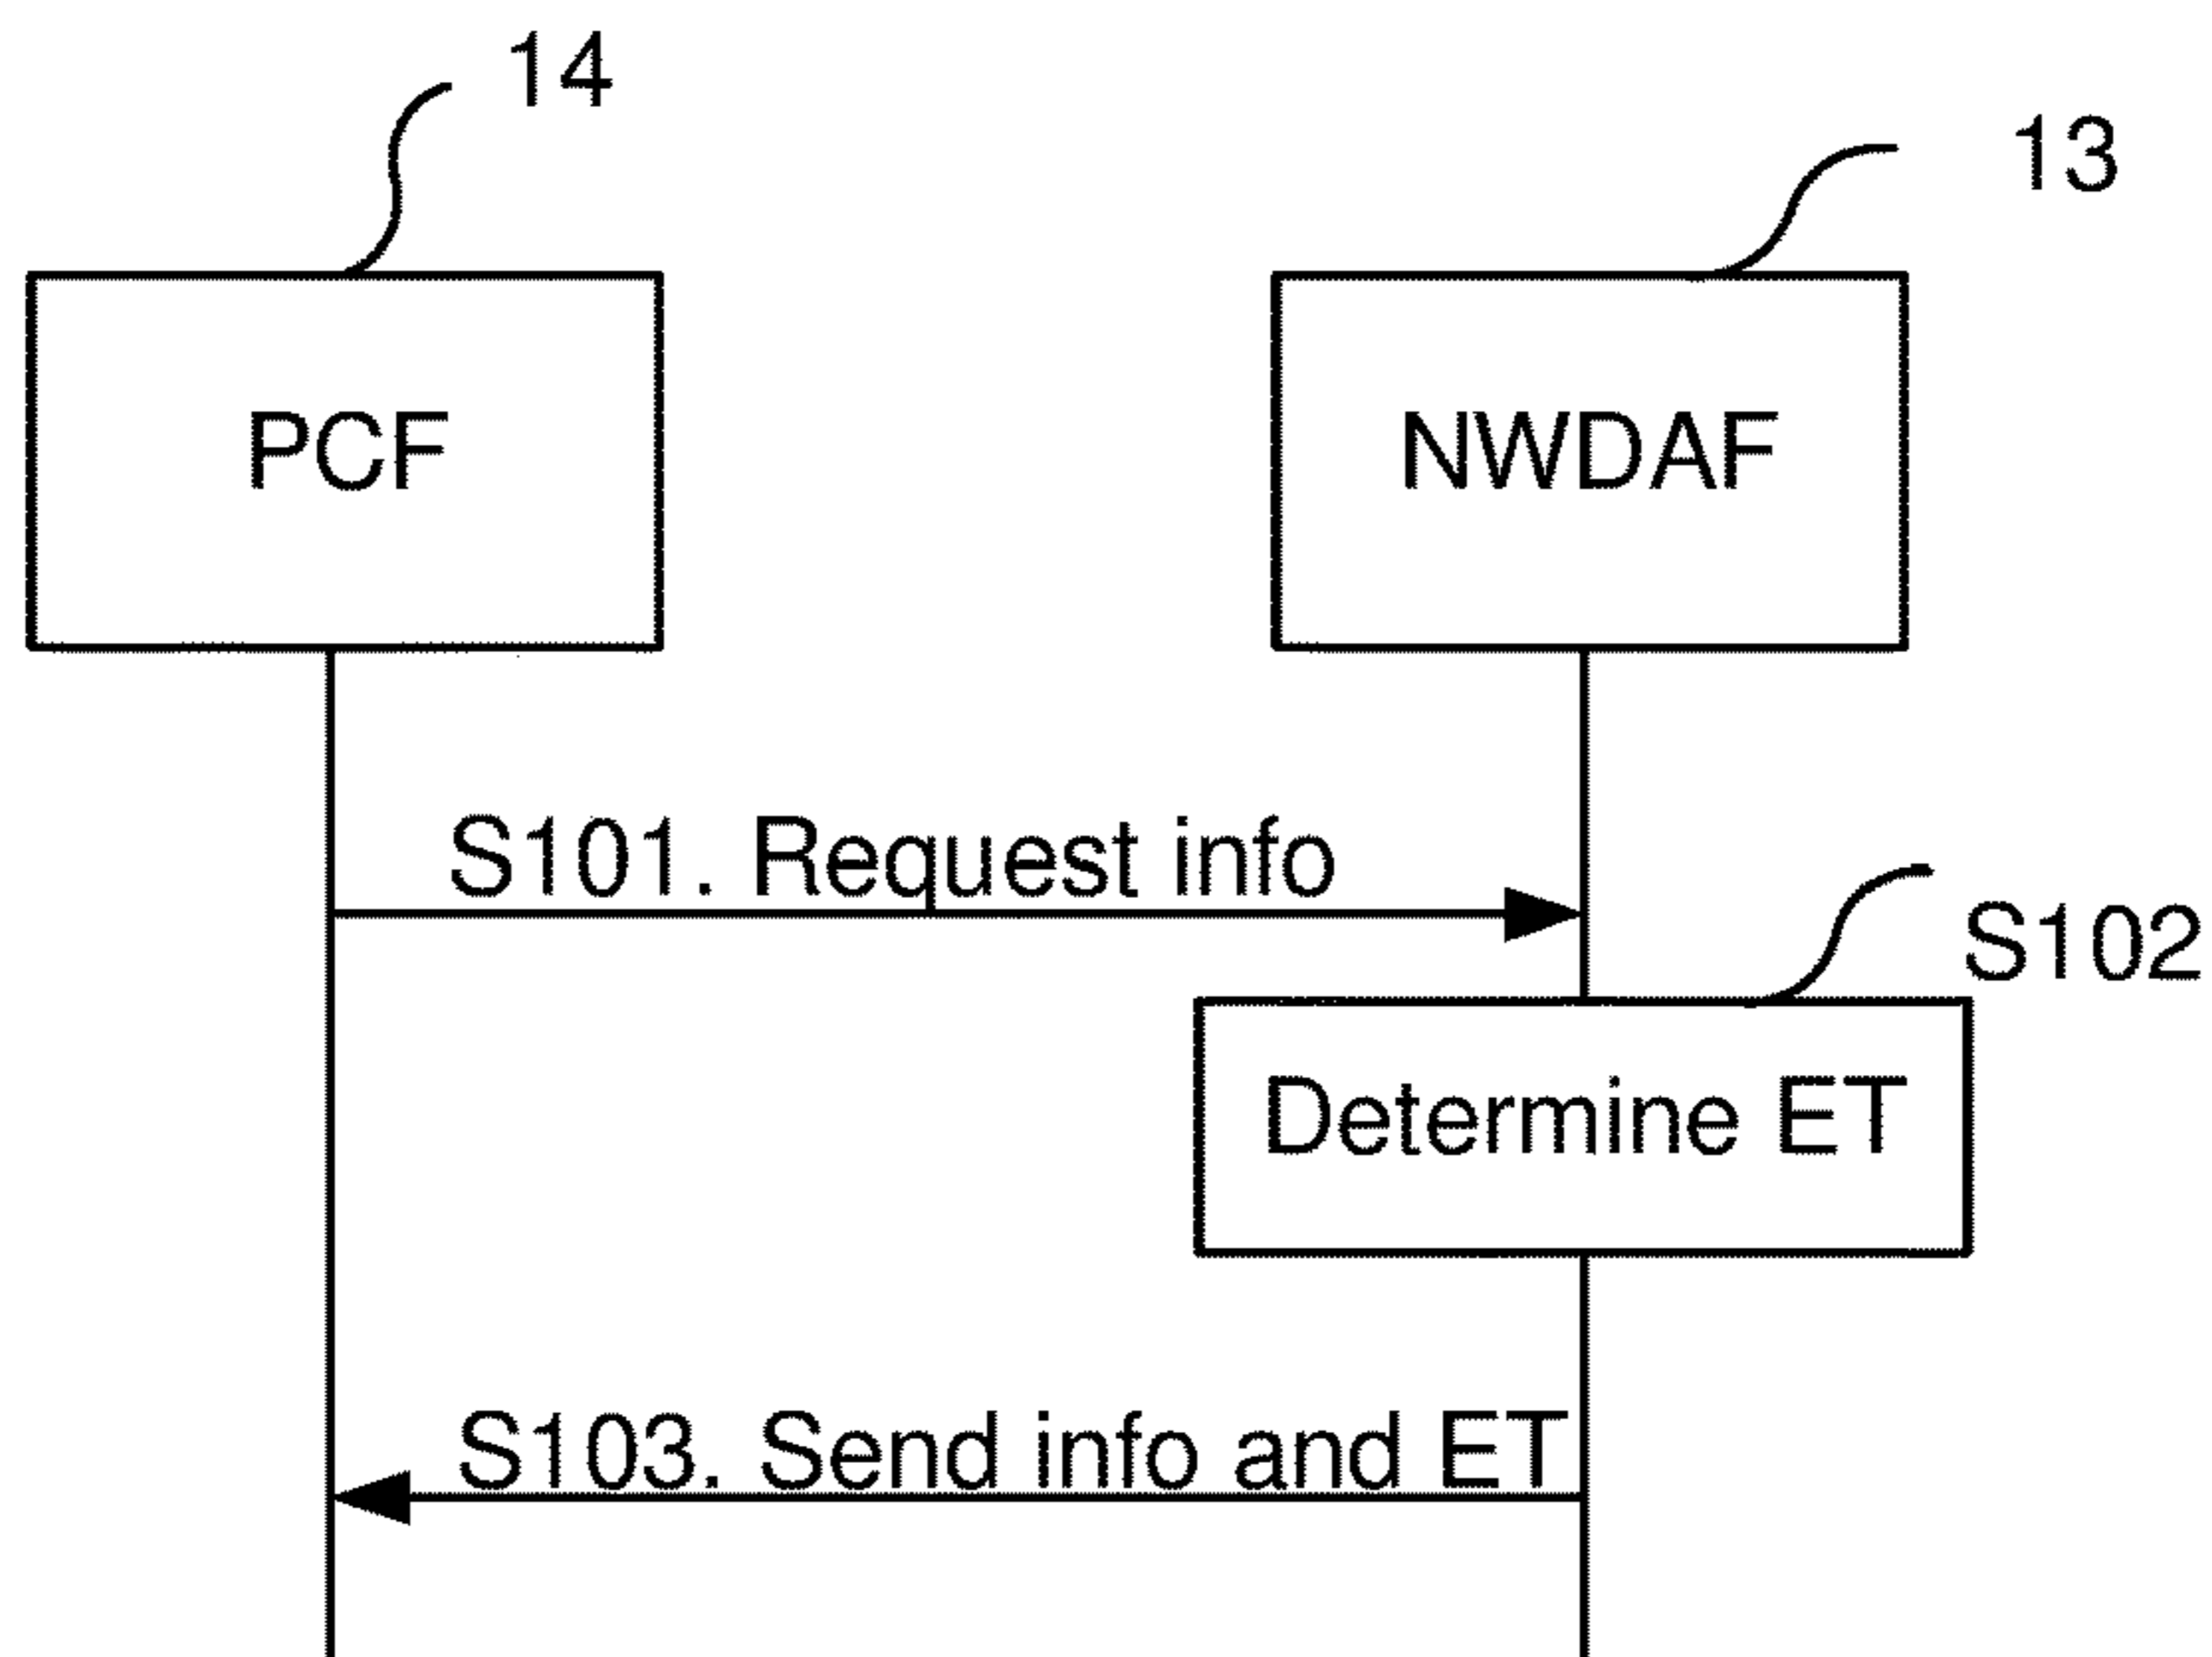 14
13
PCF
NWDAF
S101. Request info
S102
Determine ET
S103. Send info and ET